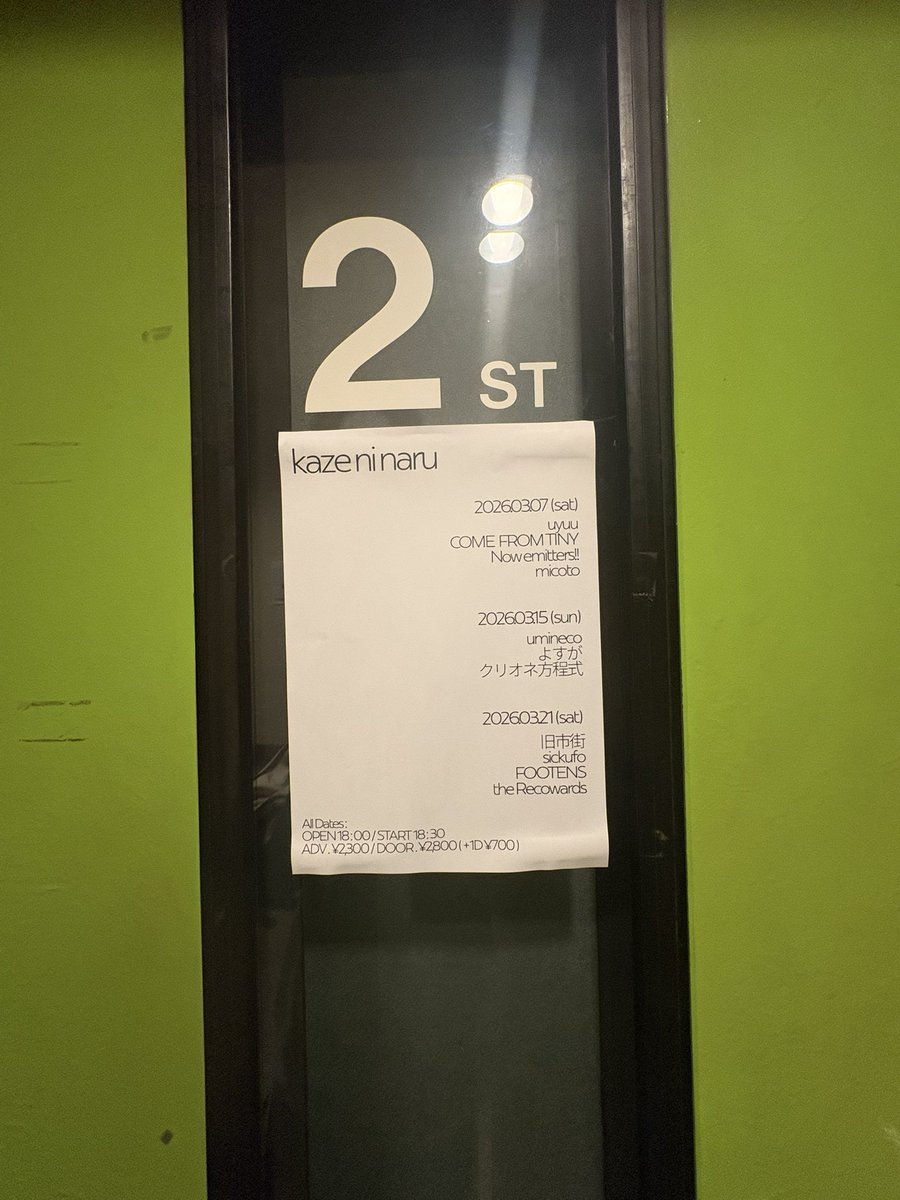 2 ST
kaze ni naru
2026.03.07 (sat)
uyuu
COME FROM TINY
Now emitters!!
micoto
2026.03.15 (sun)
umineco
よすが
クリオネ方程式
2026.03.21 (sat)
旧市街
sickufo
FOOTENS
the Recowards
All Dates :
OPEN 18 : 00 / START 18 : 30
ADV . ¥2,300 / DOOR . ¥2,800 ( +1D ¥700 )